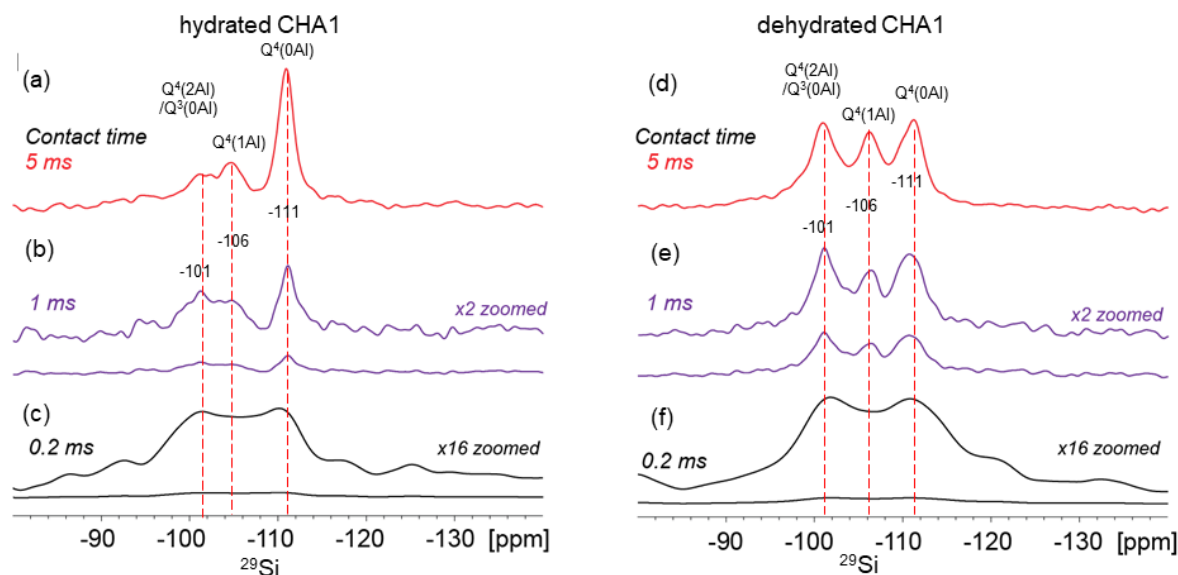 hydrated CHA1
(a)
Q⁴(2Al)
/Q³(0Al)
Q⁴(1Al)
Q⁴(0Al)
Contact time
5 ms
-101
-106
-111
(b)
1 ms
x2 zoomed
(c)
0.2 ms
x16 zoomed
-90 -100 -110 -120 -130 [ppm]
²⁹Si
dehydrated CHA1
(d)
Q⁴(2Al)
/Q³(0Al)
Q⁴(1Al)
Q⁴(0Al)
Contact time
5 ms
-101
-106
-111
(e)
1 ms
x2 zoomed
(f)
0.2 ms
x16 zoomed
-90 -100 -110 -120 -130 [ppm]
²⁹Si